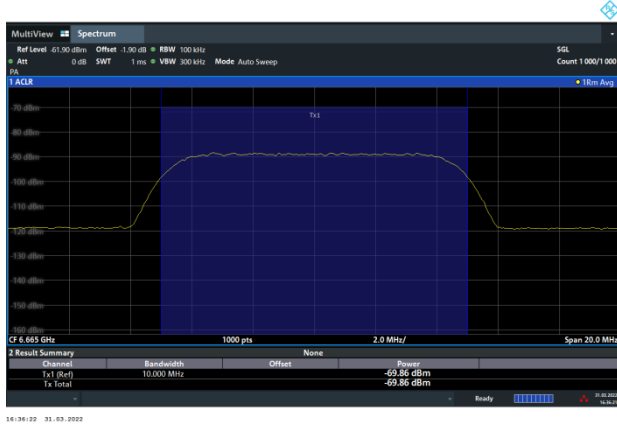 MultiView Spectrum
Ref Level -61.90 dBm Offset -1.90 dB RBW 100 kHz SGL
Att 0 dB SWT 1 ms VBW 300 kHz Mode Auto Sweep Count 1000/1000
PA
1 ACLR 1Rm Avg
Tx1
-70 dBm
-80 dBm
-90 dBm
-100 dBm
-110 dBm
-120 dBm
-130 dBm
-140 dBm
-150 dBm
-160 dBm
CF 6.665 GHz 1000 pts 2.0 MHz/ Span 20.0 MHz
2 Result Summary None
Channel Bandwidth Offset Power
Tx1 (Ref) 10.000 MHz -69.86 dBm
Tx Total -69.86 dBm
Ready 31.03.2022
16:36:21
16:36:22 31.03.2022